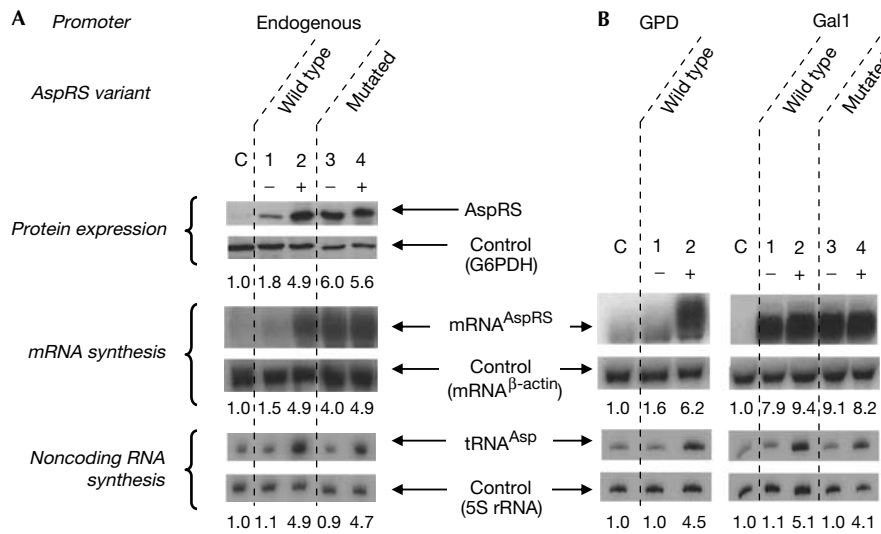 A Promoter Endogenous B GPD Gal1
AspRS variant Wild type Mutated Wild type Wild type Mutated
C 1 2 3 4
– + – +
Protein expression AspRS
Control
(G6PDH)
1.0 1.8 4.9 6.0 5.6
C 1 2 C 1 2 3 4
– + – + – +
mRNA synthesis mRNA^AspRS
Control
(mRNA^β-actin)
1.0 1.5 4.9 4.0 4.9 1.0 1.6 6.2 1.0 7.9 9.4 9.1 8.2
Noncoding RNA
synthesis
tRNA^Asp
Control
(5S rRNA)
1.0 1.1 4.9 0.9 4.7 1.0 1.0 4.5 1.0 1.1 5.1 1.0 4.1